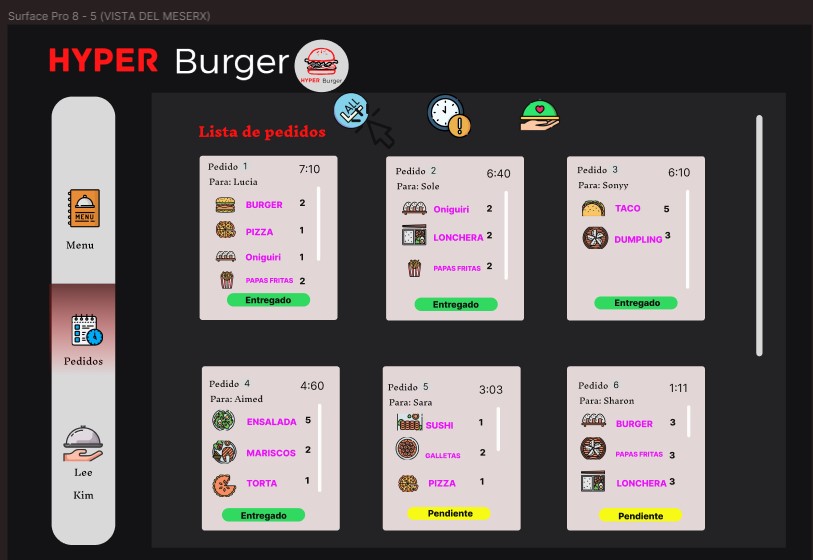 Surface Pro 8 - 5 (VISTA DEL MESERX)
HYPER Burger
HYPER Burger
ALL
Lista de pedidos
MENU
Menu
Pedidos
Lee
Kim
Pedido 1 7:10
Para: Lucia
BURGER 2
PIZZA 1
Oniguiri 1
PAPAS FRITAS 2
Entregado
Pedido 2 6:40
Para: Sole
Oniguiri 2
LONCHERA 2
PAPAS FRITAS 2
Entregado
Pedido 3 6:10
Para: Sonyy
TACO 5
DUMPLING 3
Entregado
Pedido 4 4:60
Para: Aimed
ENSALADA 5
MARISCOS 2
TORTA 1
Entregado
Pedido 5 3:03
Para: Sara
SUSHI 1
GALLETAS 2
PIZZA 1
Pendiente
Pedido 6 1:11
Para: Sharon
BURGER 3
PAPAS FRITAS 3
LONCHERA 3
Pendiente